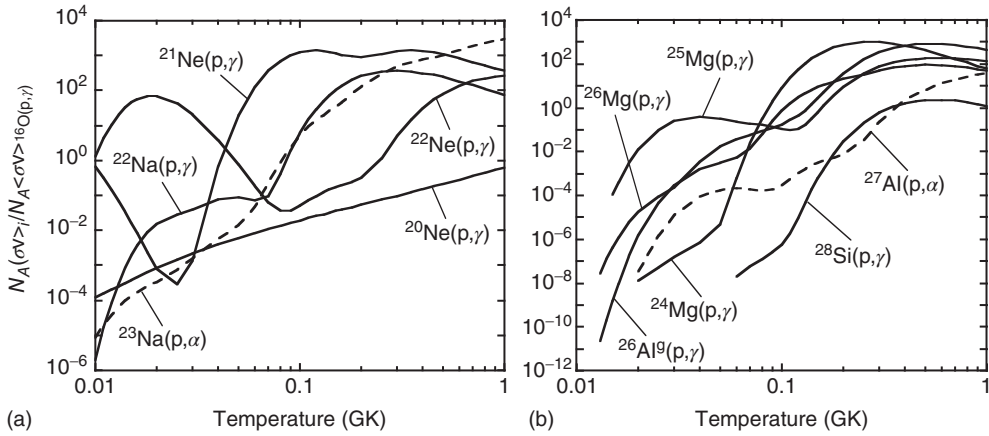 N_A⟨σv⟩_i/N_A<σv>_16O(p,γ)
10^4
10^2
10^0
10^−2
10^−4
10^−6
21Ne(p,γ)
22Na(p,γ)
22Ne(p,γ)
20Ne(p,γ)
23Na(p,α)
0.01
0.1
1
(a)
Temperature (GK)
10^4
10^2
10^0
10^−2
10^−4
10^−6
10^−8
10^−10
10^−12
25Mg(p,γ)
26Mg(p,γ)
27Al(p,α)
28Si(p,γ)
24Mg(p,γ)
26Al^g(p,γ)
0.01
0.1
1
(b)
Temperature (GK)